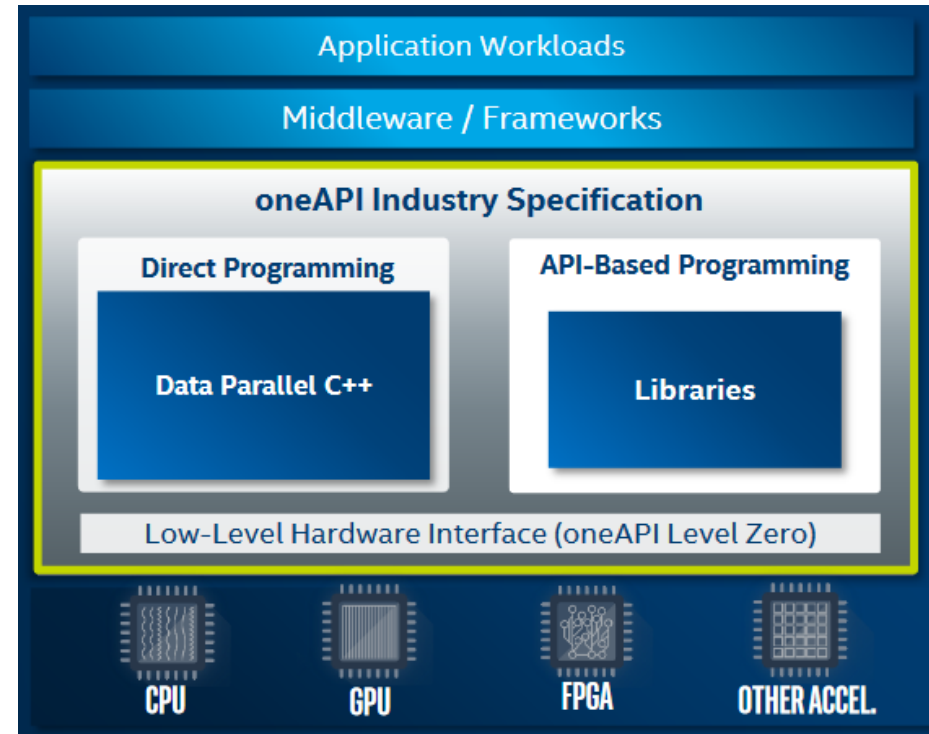 Application Workloads
Middleware / Frameworks
oneAPI Industry Specification
Direct Programming
Data Parallel C++
API-Based Programming
Libraries
Low-Level Hardware Interface (oneAPI Level Zero)
CPU
GPU
FPGA
OTHER ACCEL.